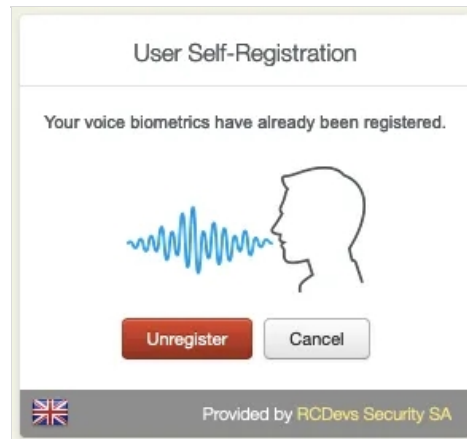 User Self-Registration
Your voice biometrics have already been registered.
Unregister Cancel
Provided by RCDevs Security SA